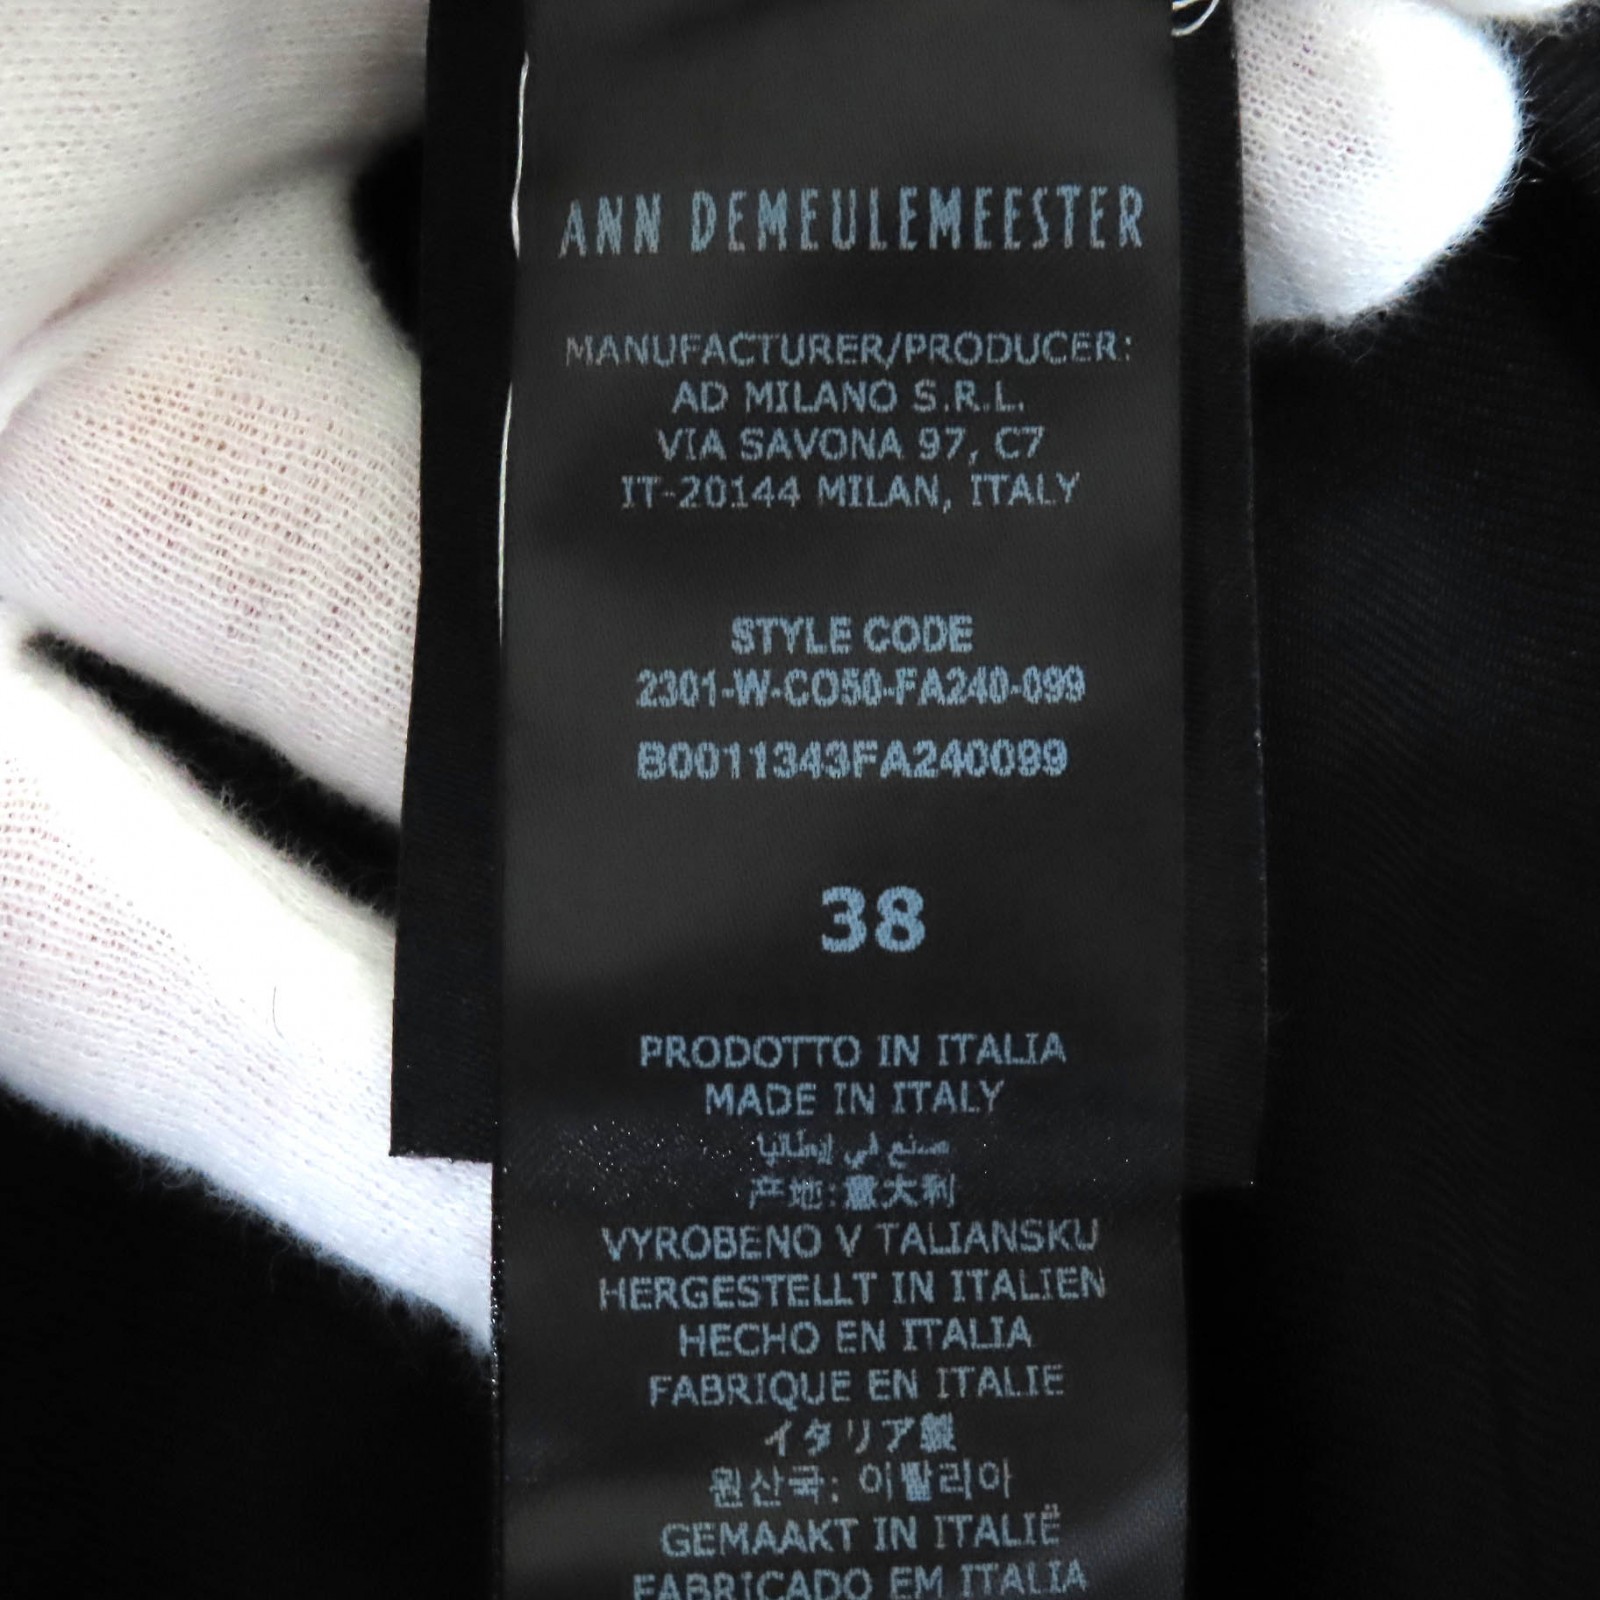 ANN DEMEULEMEESTER
MANUFACTURER/PRODUCER:
AD MILANO S.R.L.
VIA SAVONA 97, C7
IT-20144 MILAN, ITALY
STYLE CODE
2301-W-CO50-FA240-099
B0011343FA240099
38
PRODOTTO IN ITALIA
MADE IN ITALY
صنع في إيطاليا
产地:意大利
VYROBENO V TALIANSKU
HERGESTELLT IN ITALIEN
HECHO EN ITALIA
FABRIQUE EN ITALIE
イタリア製
원산국: 이탈리아
GEMAAKT IN ITALIË
FABRICADO EM ITALIA